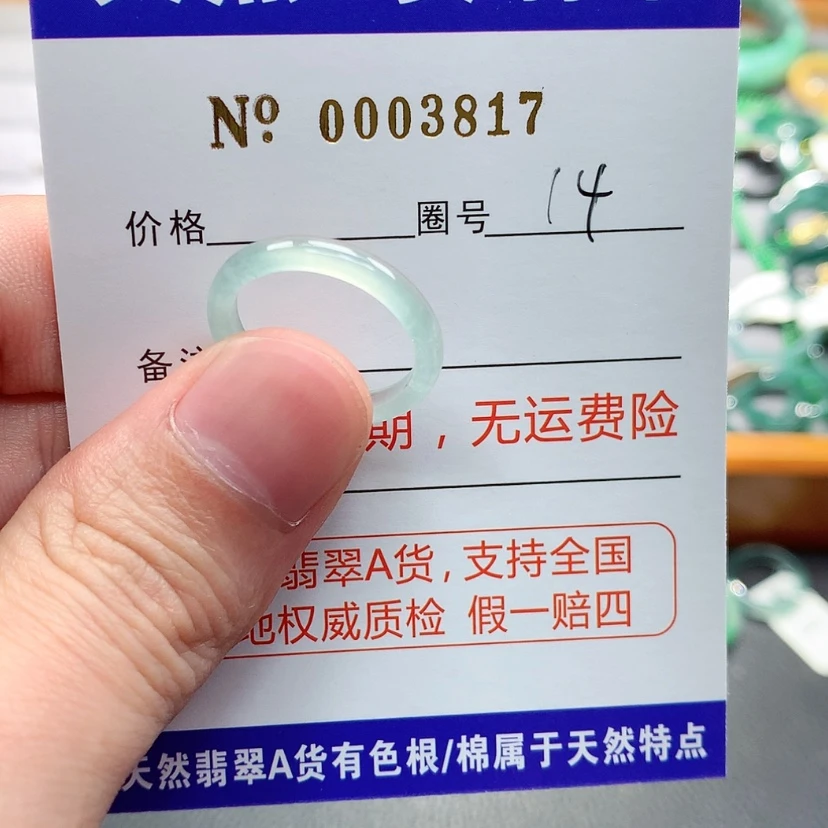 No. 0003817
价格 圈号 14
备注
期，无运费险
翡翠A货，支持全国
地权威质检 假一赔四
天然翡翠A货有色根/棉属于天然特点